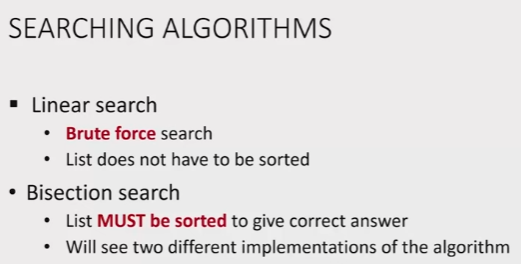 SEARCHING ALGORITHMS
▪ Linear search
• Brute force search
• List does not have to be sorted
• Bisection search
• List MUST be sorted to give correct answer
• Will see two different implementations of the algorithm